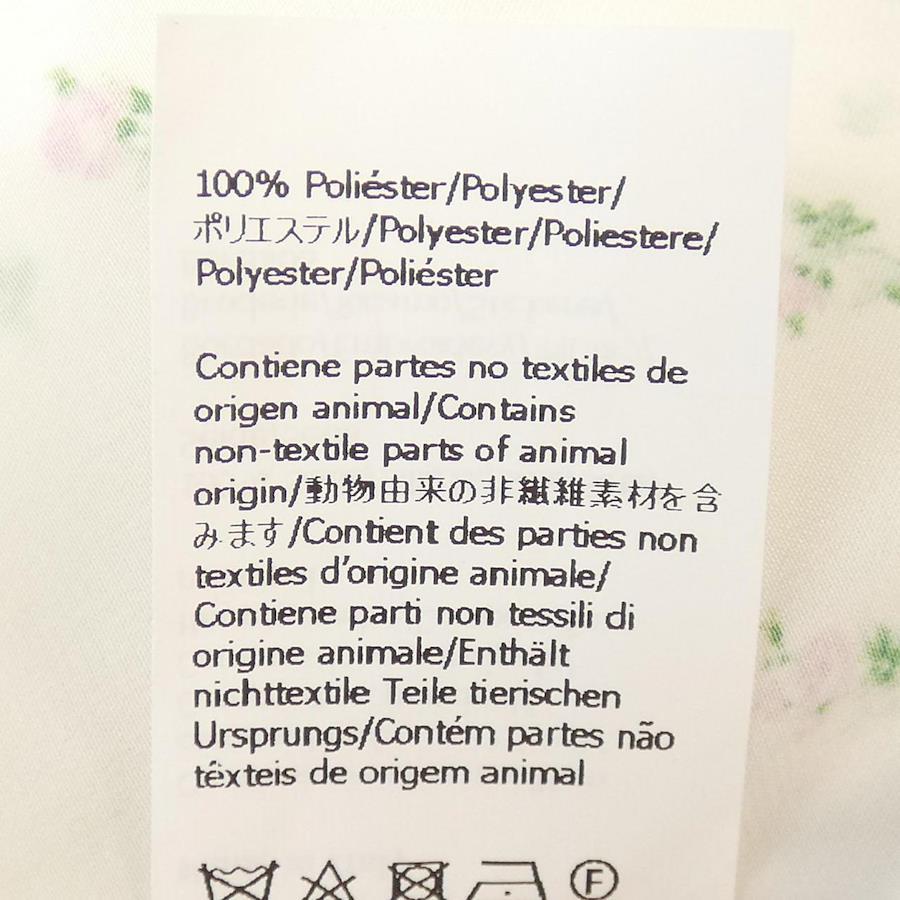 100% Poliéster/Polyester/
ポリエステル/Polyester/Poliestere/
Polyester/Poliéster
Contiene partes no textiles de
origen animal/Contains
non-textile parts of animal
origin/動物由来の非繊維素材を含
みます/Contient des parties non
textiles d'origine animale/
Contiene parti non tessili di
origine animale/Enthält
nichttextile Teile tierischen
Ursprungs/Contém partes não
têxteis de origem animal
F